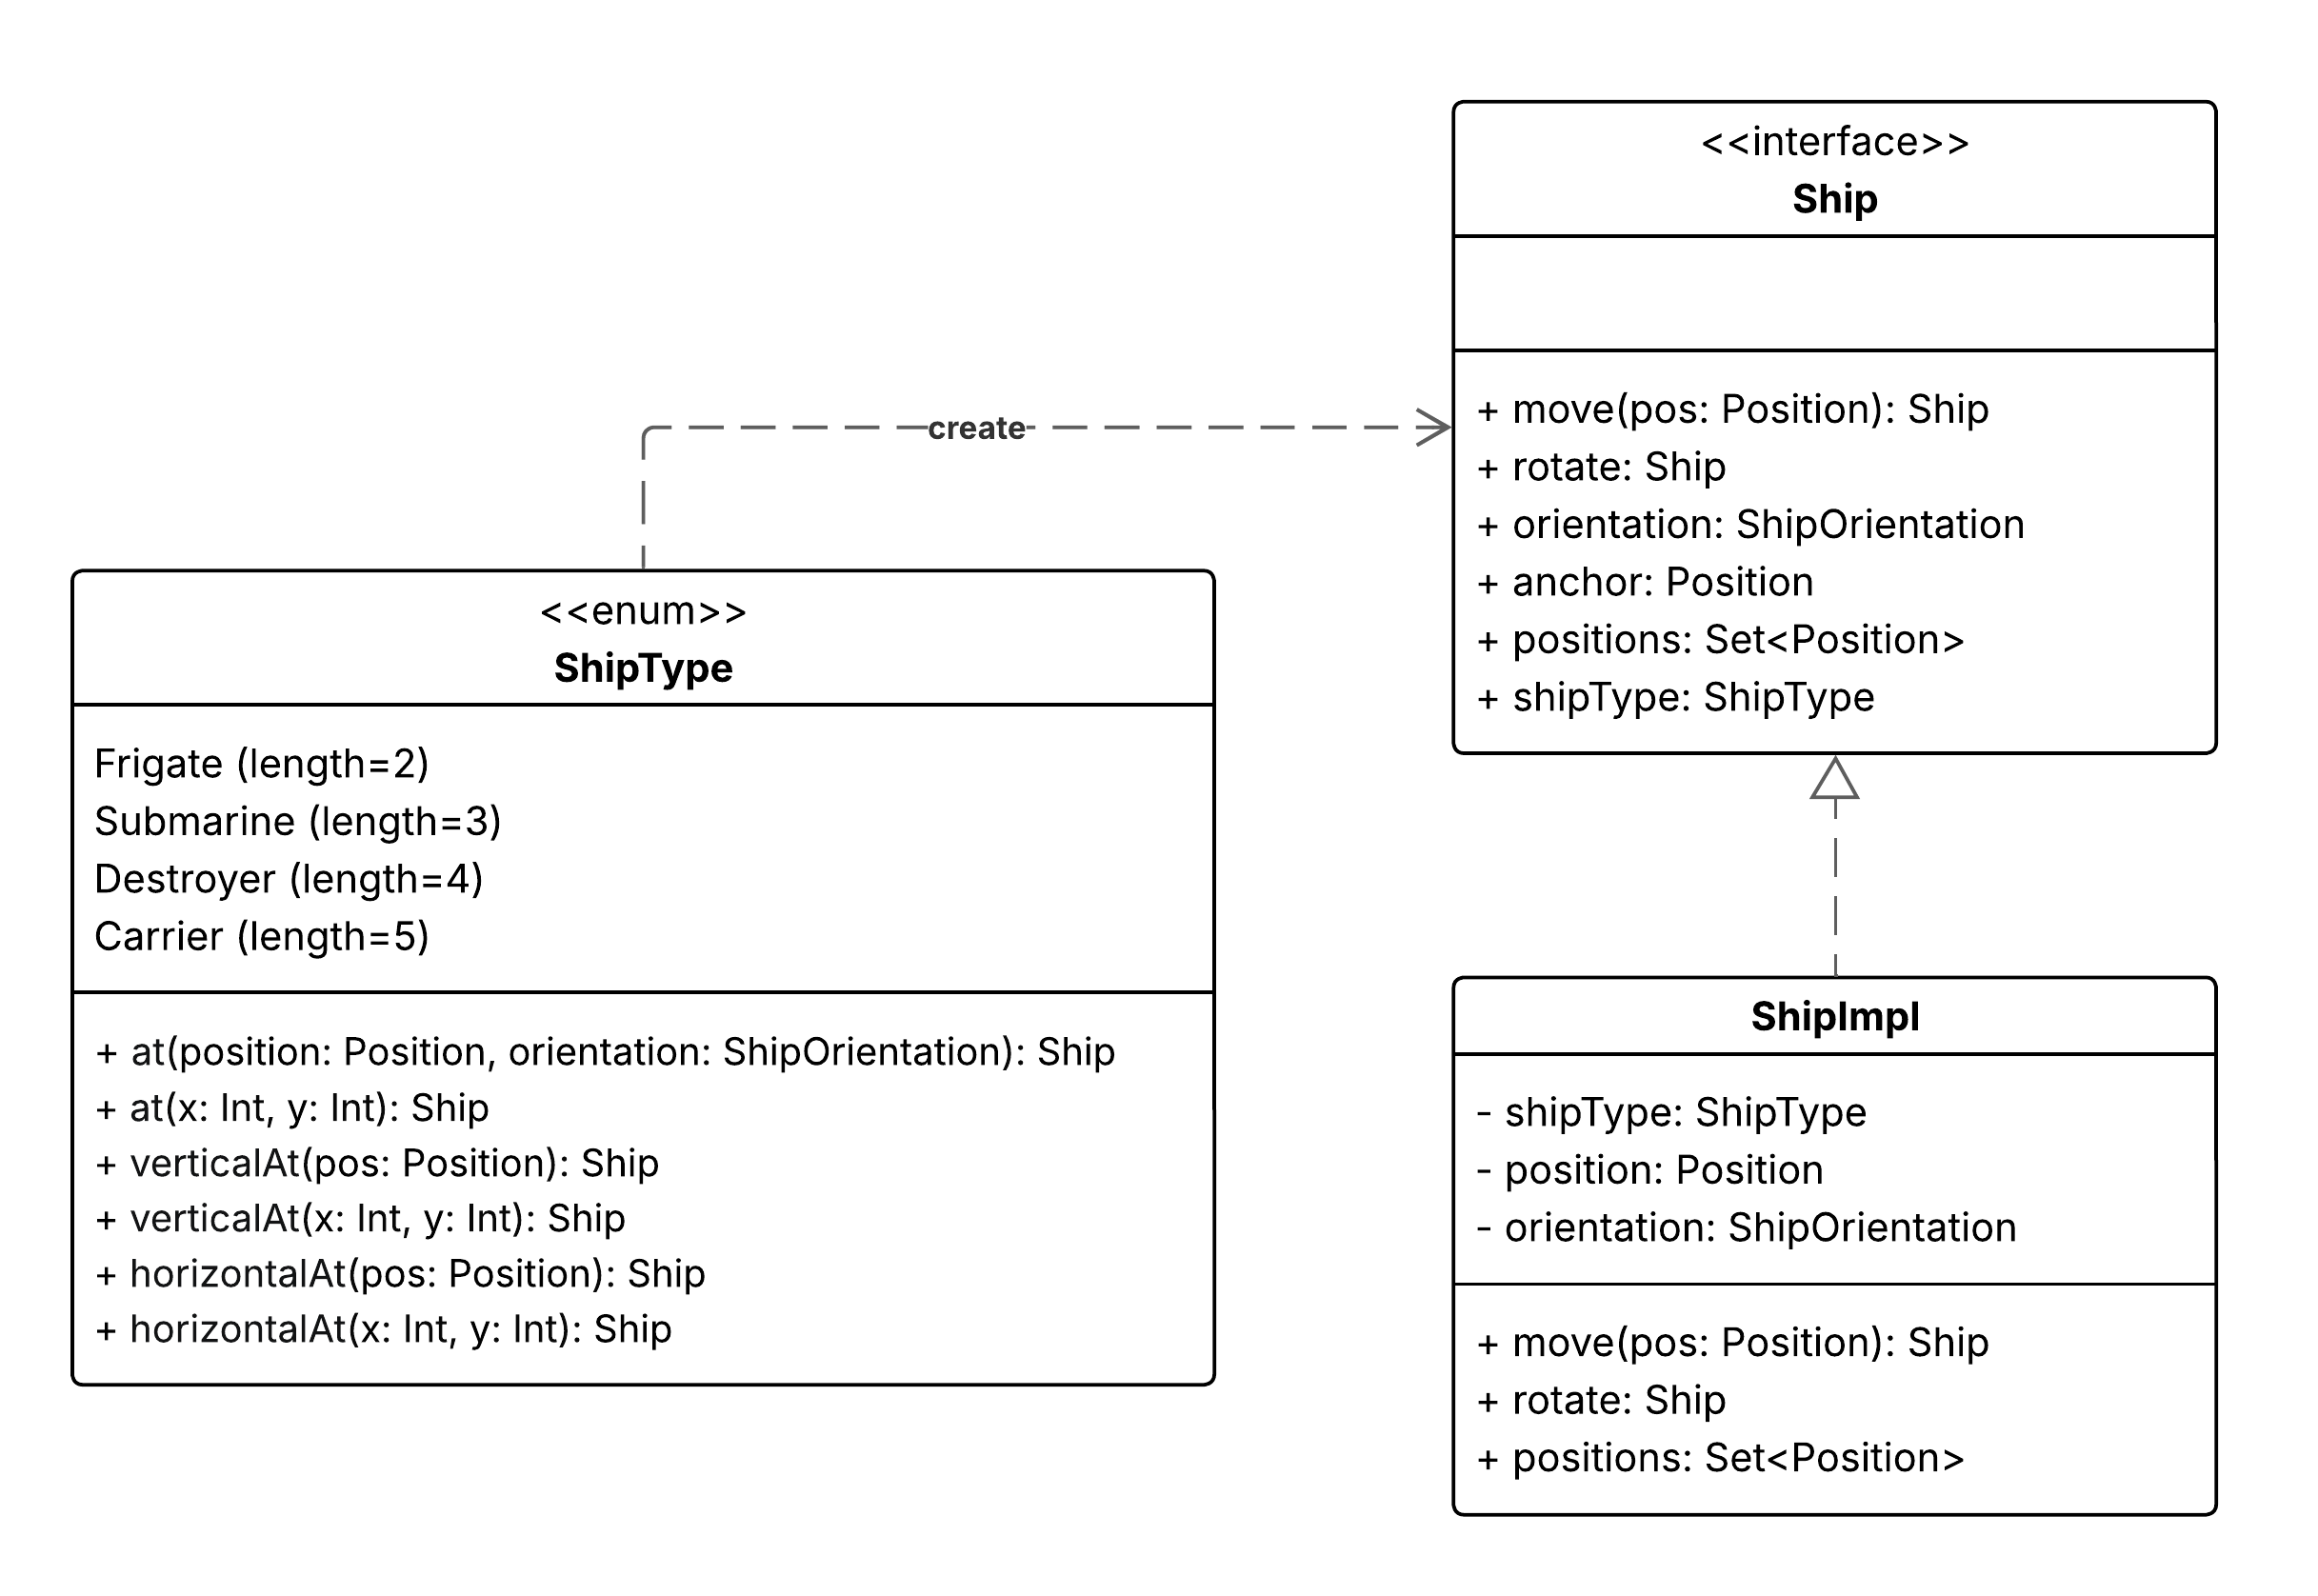 <<interface>>
Ship
+ move(pos: Position): Ship
+ rotate: Ship
+ orientation: ShipOrientation
+ anchor: Position
+ positions: Set<Position>
+ shipType: ShipType
create
<<enum>>
ShipType
Frigate (length=2)
Submarine (length=3)
Destroyer (length=4)
Carrier (length=5)
+ at(position: Position, orientation: ShipOrientation): Ship
+ at(x: Int, y: Int): Ship
+ verticalAt(pos: Position): Ship
+ verticalAt(x: Int, y: Int): Ship
+ horizontalAt(pos: Position): Ship
+ horizontalAt(x: Int, y: Int): Ship
ShipImpl
- shipType: ShipType
- position: Position
- orientation: ShipOrientation
+ move(pos: Position): Ship
+ rotate: Ship
+ positions: Set<Position>